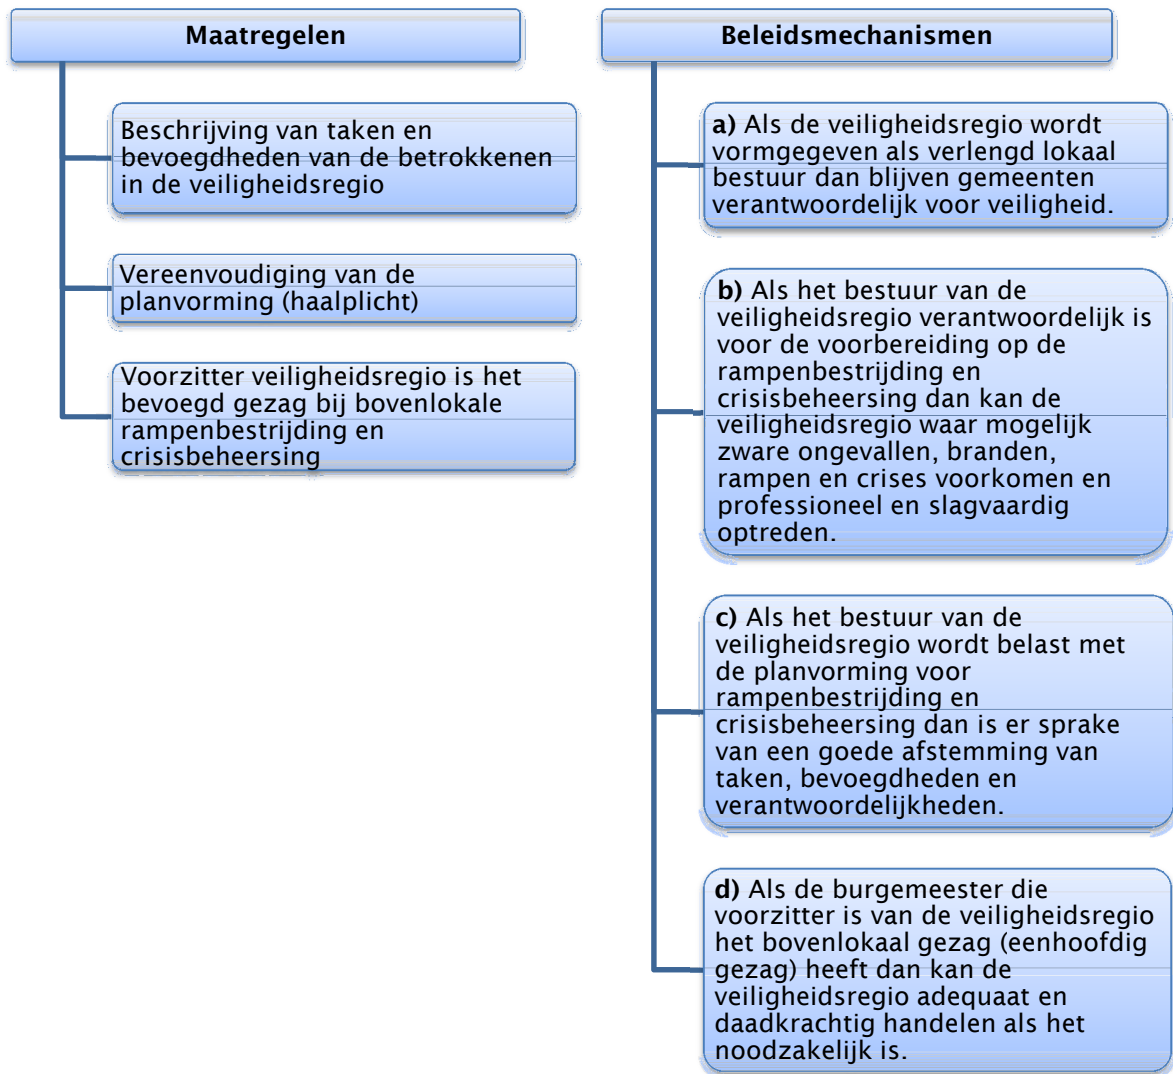 Maatregelen
Beschrijving van taken en
bevoegdheden van de betrokkenen
in de veiligheidsregio
Vereenvoudiging van de
planvorming (haalplicht)
Voorzitter veiligheidsregio is het
bevoegd gezag bij bovenlokale
rampenbestrijding en
crisisbeheersing
Beleidsmechanismen
a) Als de veiligheidsregio wordt
vormgegeven als verlengd lokaal
bestuur dan blijven gemeenten
verantwoordelijk voor veiligheid.
b) Als het bestuur van de
veiligheidsregio verantwoordelijk is
voor de voorbereiding op de
rampenbestrijding en
crisisbeheersing dan kan de
veiligheidsregio waar mogelijk
zware ongevallen, branden,
rampen en crises voorkomen en
professioneel en slagvaardig
optreden.
c) Als het bestuur van de
veiligheidsregio wordt belast met
de planvorming voor
rampenbestrijding en
crisisbeheersing dan is er sprake
van een goede afstemming van
taken, bevoegdheden en
verantwoordelijkheden.
d) Als de burgemeester die
voorzitter is van de veiligheidsregio
het bovenlokaal gezag (eenhoofdig
gezag) heeft dan kan de
veiligheidsregio adequaat en
daadkrachtig handelen als het
noodzakelijk is.